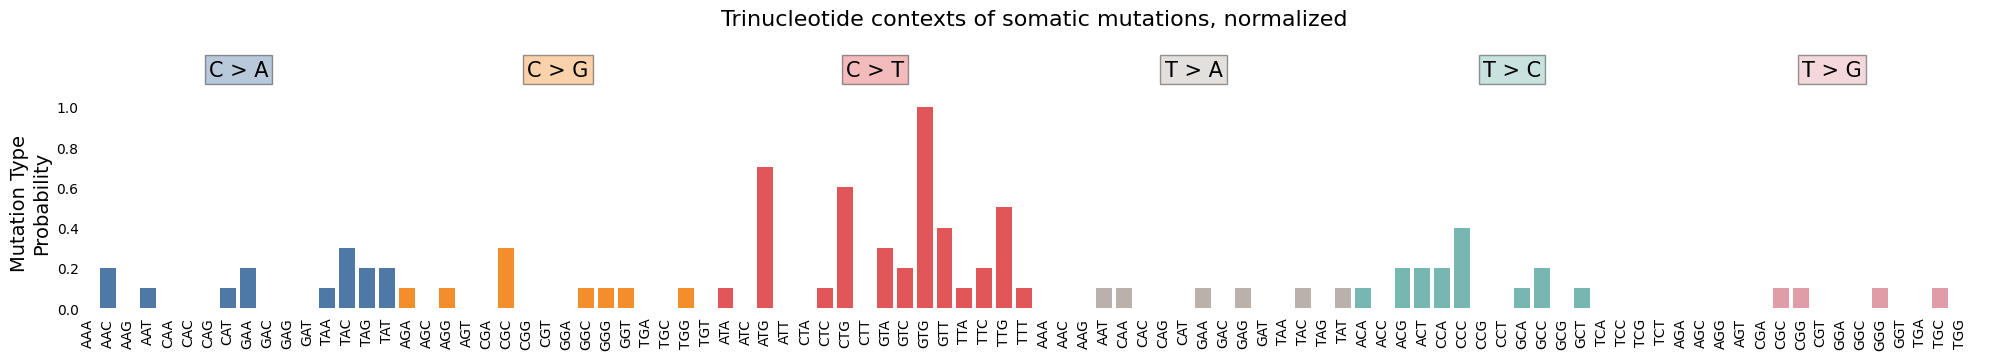 Trinucleotide contexts of somatic mutations, normalized
C > A C > G C > T T > A T > C T > G
Mutation Type
Probability
1.0
0.8
0.6
0.4
0.2
0.0
AAA AAC AAG AAT CAA CAC CAG CAT GAA GAC GAG GAT TAA TAC TAG TAT AGA AGC AGG AGT CGA CGC CGG CGT GGA GGC GGG GGT TGA TGC TGG TGT ATA ATC ATG ATT CTA CTC CTG CTT GTA GTC GTG GTT TTA TTC TTG TTT AAA AAC AAG AAT CAA CAC CAG CAT GAA GAC GAG GAT TAA TAC TAG TAT ACA ACC ACG ACT CCA CCC CCG CCT GCA GCC GCG GCT TCA TCC TCG TCT AGA AGC AGG AGT CGA CGC CGG CGT GGA GGC GGG GGT TGA TGC TGG